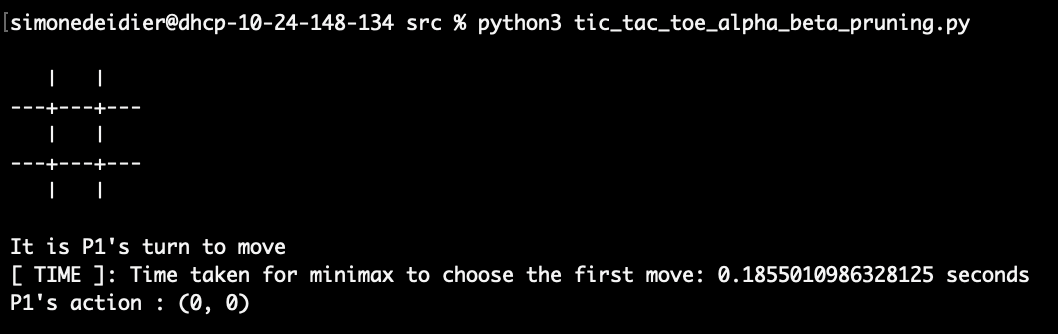 [simonedeidier@dhcp-10-24-148-134 src % python3 tic_tac_toe_alpha_beta_pruning.py
   |   |
---+---+---
   |   |
---+---+---
   |   |
It is P1's turn to move
[ TIME ]: Time taken for minimax to choose the first move: 0.1855010986328125 seconds
P1's action : (0, 0)